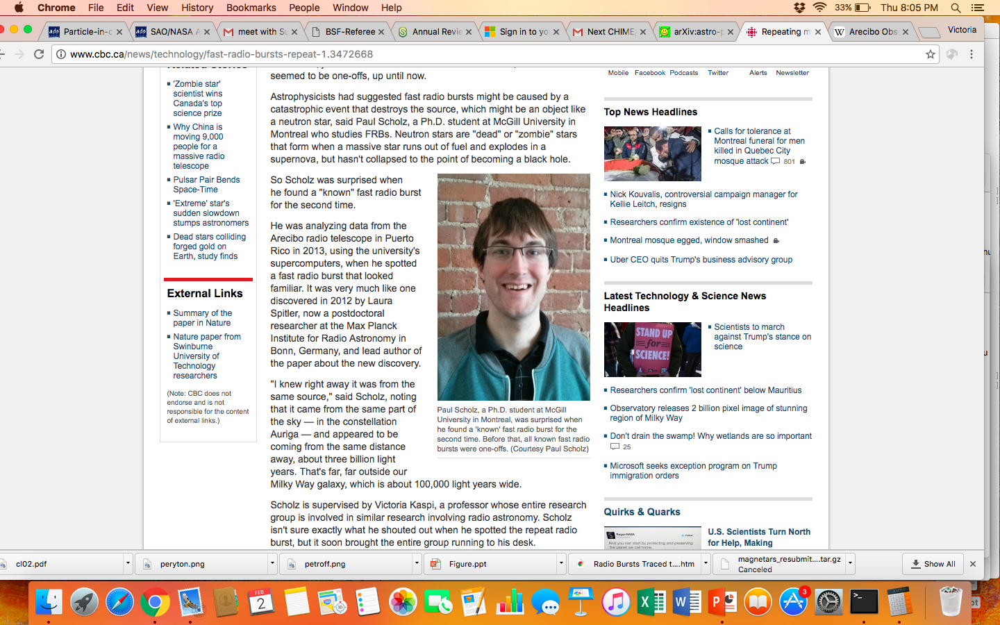 Chrome File Edit View History Bookmarks People Window Help 33% Thu 8:05 PM
Particle-in-c SAO/NASA A meet with Su BSF-Referee Annual Revie Sign in to yo Next CHIME/ arXiv:astro-p Repeating m Arecibo Obs Victoria
www.cbc.ca/news/technology/fast-radio-bursts-repeat-1.3472668
Related Stories
'Zombie star'
scientist wins
Canada's top
science prize
Why China is
moving 9,000
people for a
massive radio
telescope
Pulsar Pair Bends
Space-Time
'Extreme' star's
sudden slowdown
stumps astronomers
Dead stars colliding
forged gold on
Earth, study finds
External Links
Summary of the
paper in Nature
Nature paper from
Swinburne
University of
Technology
researchers
(Note: CBC does not
endorse and is not
responsible for the content
of external links.)
seemed to be one-offs, up until now.
Astrophysicists had suggested fast radio bursts might be caused by a
catastrophic event that destroys the source, which might be an object like
a neutron star, said Paul Scholz, a Ph.D. student at McGill University in
Montreal who studies FRBs. Neutron stars are "dead" or "zombie" stars
that form when a massive star runs out of fuel and explodes in a
supernova, but hasn't collapsed to the point of becoming a black hole.
So Scholz was surprised when
he found a "known" fast radio burst
for the second time.
He was analyzing data from the
Arecibo radio telescope in Puerto
Rico in 2013, using the university's
supercomputers, when he spotted
a fast radio burst that looked
familiar. It was very much like one
discovered in 2012 by Laura
Spitler, now a postdoctoral
researcher at the Max Planck
Institute for Radio Astronomy in
Bonn, Germany, and lead author of
the paper about the new discovery.
"I knew right away it was from the
same source," said Scholz, noting
that it came from the same part of
the sky — in the constellation
Auriga — and appeared to be
coming from the same distance
away, about three billion light
years. That's far, far outside our
Milky Way galaxy, which is about 100,000 light years wide.
Paul Scholz, a Ph.D. student at McGill
University in Montreal, was surprised when
he found a 'known' fast radio burst for the
second time. Before that, all known fast radio
bursts were one-offs. (Courtesy Paul Scholz)
Scholz is supervised by Victoria Kaspi, a professor whose entire research
group is involved in similar research involving radio astronomy. Scholz
isn't sure exactly what he shouted out when he spotted the repeat radio
burst, but it soon brought the entire group running to his desk.
Mobile Facebook Podcasts Twitter Alerts Newsletter
Top News Headlines
Calls for tolerance at
Montreal funeral for men
killed in Quebec City
mosque attack 801
Nick Kouvalis, controversial campaign manager for
Kellie Leitch, resigns
Researchers confirm existence of 'lost continent'
Montreal mosque egged, window smashed
Uber CEO quits Trump's business advisory group
Latest Technology & Science News
Headlines
STAND UP
for
SCIENCE!
Scientists to march
against Trump's stance on
science
Researchers confirm 'lost continent' below Mauritius
Observatory releases 2 billion pixel image of stunning
region of Milky Way
Don't drain the swamp! Why wetlands are so important
25
Microsoft seeks exception program on Trump
immigration orders
Quirks & Quarks
Rogue NASA
And you can start by protecting and preserving
the planet we call home.
U.S. Scientists Turn North
for Help, Making
cl02.pdf peryton.png petroff.png Figure.ppt Radio Bursts Traced t....htm magnetars_resubmit....tar.gz
Canceled
Show All
FEB
2
3